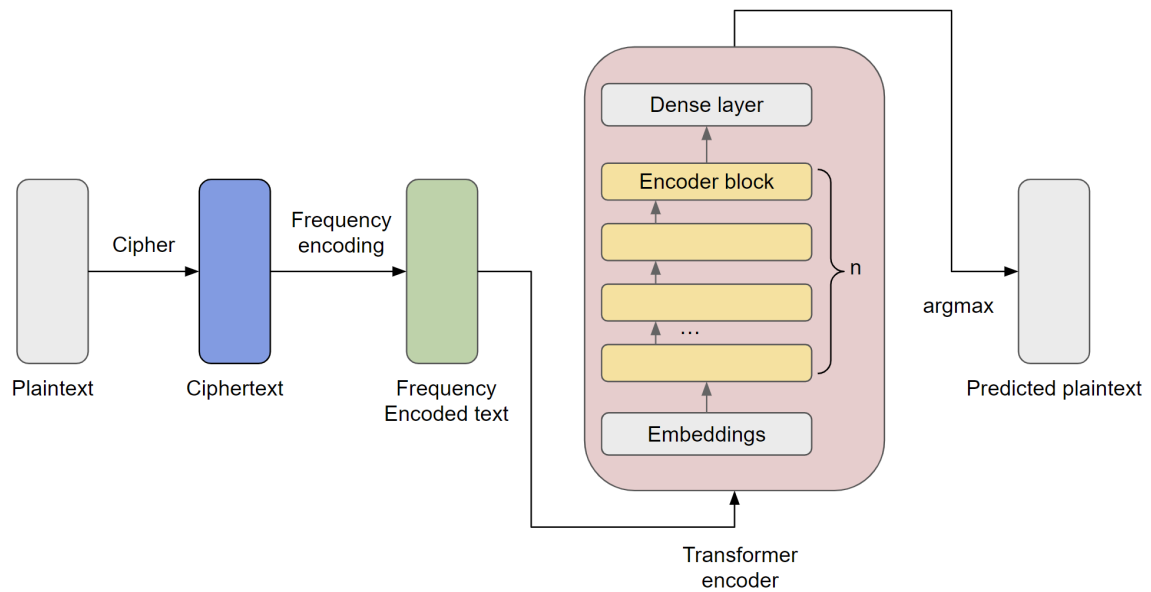 Plaintext
Cipher
Ciphertext
Frequency
encoding
Frequency
Encoded text
Dense layer
Encoder block
...
n
Embeddings
Transformer
encoder
argmax
Predicted plaintext